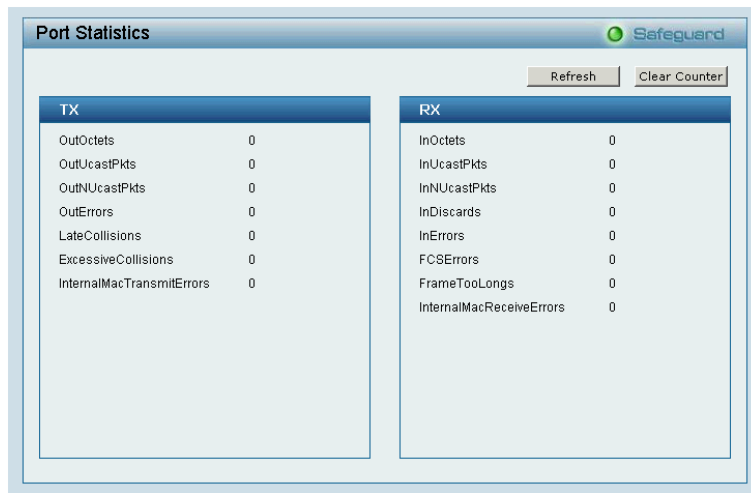 Port Statistics
Safeguard
Refresh
Clear Counter
TX
OutOctets 0
OutUcastPkts 0
OutNUcastPkts 0
OutErrors 0
LateCollisions 0
ExcessiveCollisions 0
InternalMacTransmitErrors 0
RX
InOctets 0
InUcastPkts 0
InNUcastPkts 0
InDiscards 0
InErrors 0
FCSErrors 0
FrameTooLongs 0
InternalMacReceiveErrors 0